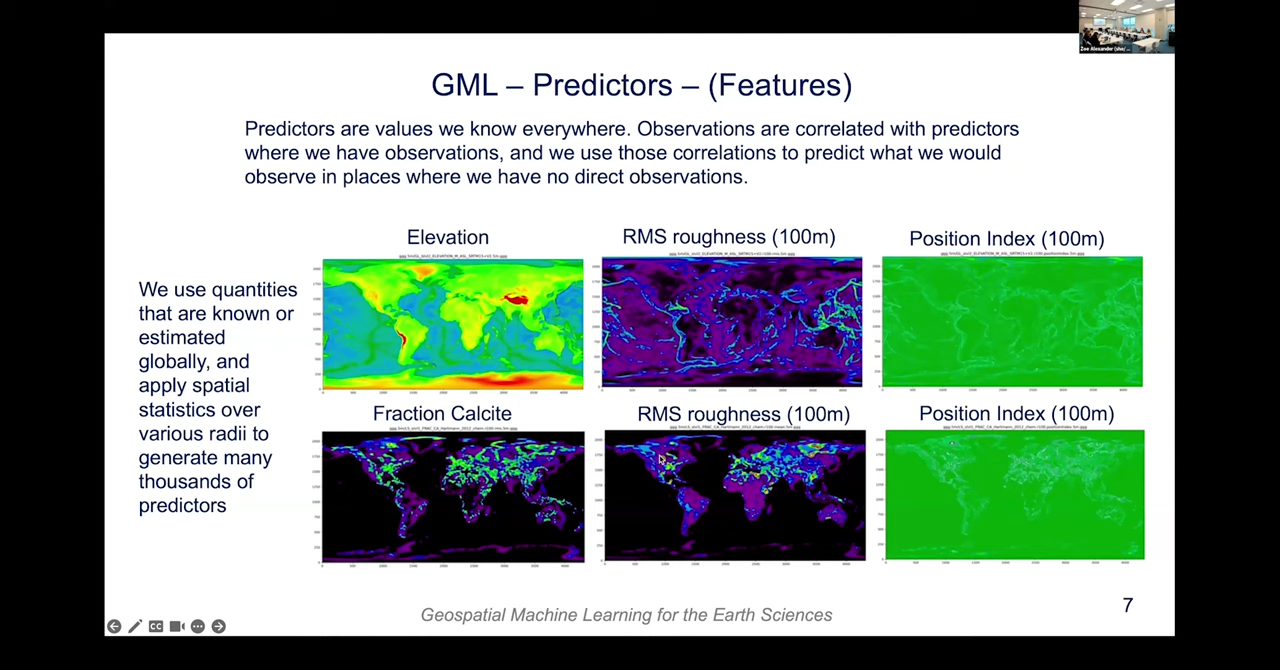 Zoe Alexander (she/...
GML – Predictors – (Features)
Predictors are values we know everywhere. Observations are correlated with predictors
where we have observations, and we use those correlations to predict what we would
observe in places where we have no direct observations.
Elevation
RMS roughness (100m)
Position Index (100m)
We use quantities
that are known or
estimated
globally, and
apply spatial
statistics over
various radii to
generate many
thousands of
predictors
Fraction Calcite
RMS roughness (100m)
Position Index (100m)
Geospatial Machine Learning for the Earth Sciences
7
CC